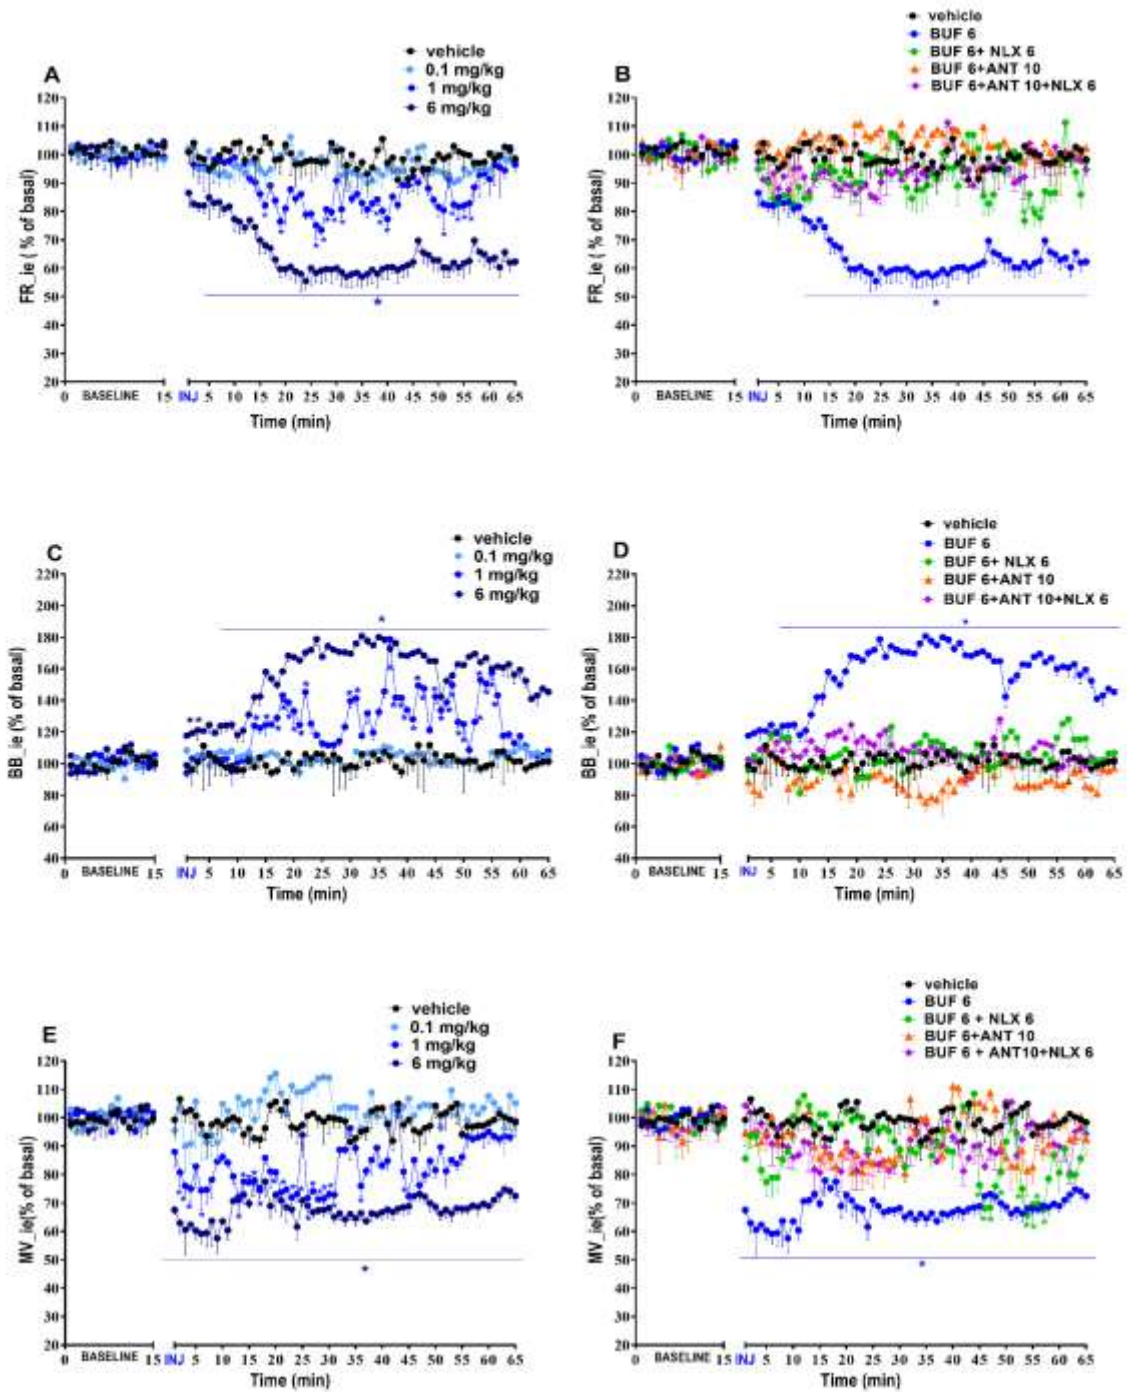 A
vehicle
0.1 mg/kg
1 mg/kg
6 mg/kg
FR_ie ( % of basal)
120
110
100
90
80
70
60
50
40
30
20
*
0 BASELINE 15 INJ 5 10 15 20 25 30 35 40 45 50 55 60 65
Time (min)
B
vehicle
BUF 6
BUF 6+ NLX 6
BUF 6+ANT 10
BUF 6+ANT 10+NLX 6
FR_ie ( % of basal)
120
110
100
90
80
70
60
50
40
30
20
*
0 BASELINE 15 INJ 5 10 15 20 25 30 35 40 45 50 55 60 65
Time (min)
C
vehicle
0.1 mg/kg
1 mg/kg
6 mg/kg
BB_ie (% of basal)
220
200
180
160
140
120
100
80
60
40
*
0 BASELINE 15 INJ 5 10 15 20 25 30 35 40 45 50 55 60 65
Time (min)
D
vehicle
BUF 6
BUF 6+ NLX 6
BUF 6+ANT 10
BUF 6+ANT 10+NLX 6
BB_ie (% of basal)
220
200
180
160
140
120
100
80
60
40
*
0 BASELINE 15 INJ 5 10 15 20 25 30 35 40 45 50 55 60 65
Time (min)
E
vehicle
0.1 mg/kg
1 mg/kg
6 mg/kg
MV_ie(% of basal)
120
110
100
90
80
70
60
50
40
30
20
*
0 BASELINE 15 INJ 5 10 15 20 25 30 35 40 45 50 55 60 65
Time (min)
F
vehicle
BUF 6
BUF 6 + NLX 6
BUF 6+ANT 10
BUF 6 + ANT10+NLX 6
MV_ie(% of basal)
120
110
100
90
80
70
60
50
40
30
20
*
0 BASELINE 15 INJ 5 10 15 20 25 30 35 40 45 50 55 60 65
Time (min)